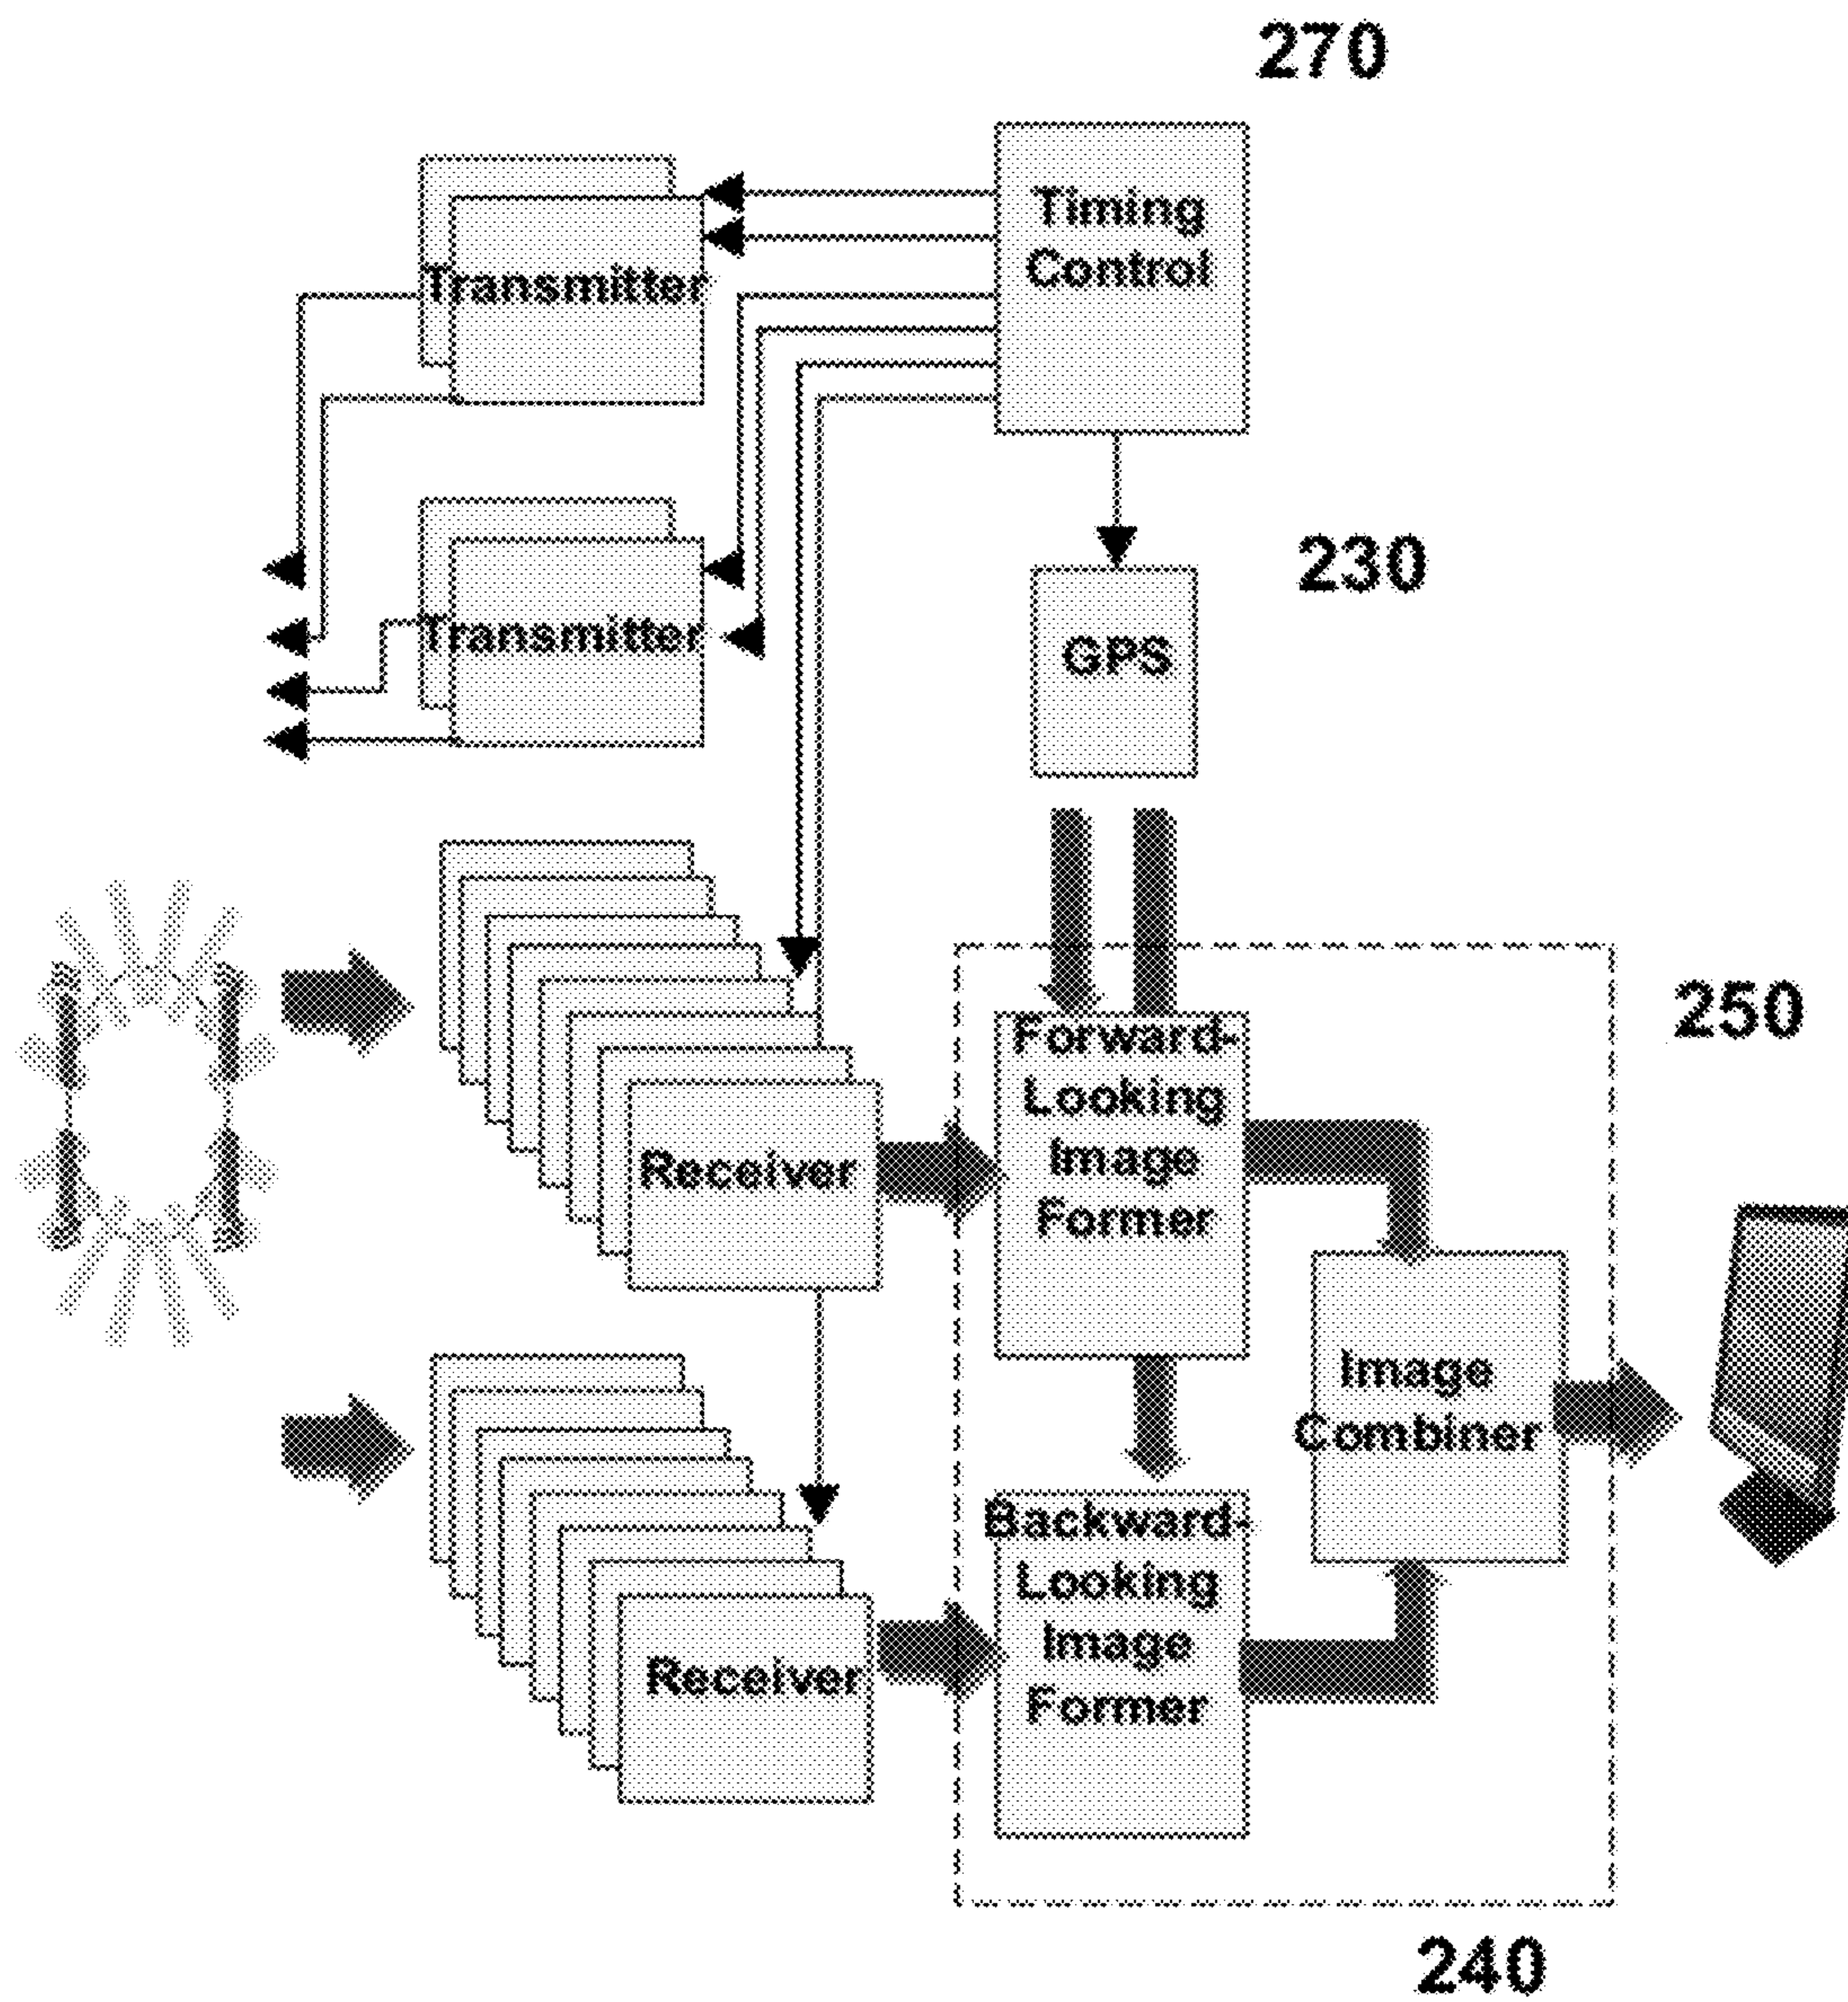 270
Timing
Control
Transmitter
230
Transmitter
GPS
250
Forward-
Looking
Image
Former
Receiver
Image
Combiner
Backward-
Looking
Image
Former
Receiver
240